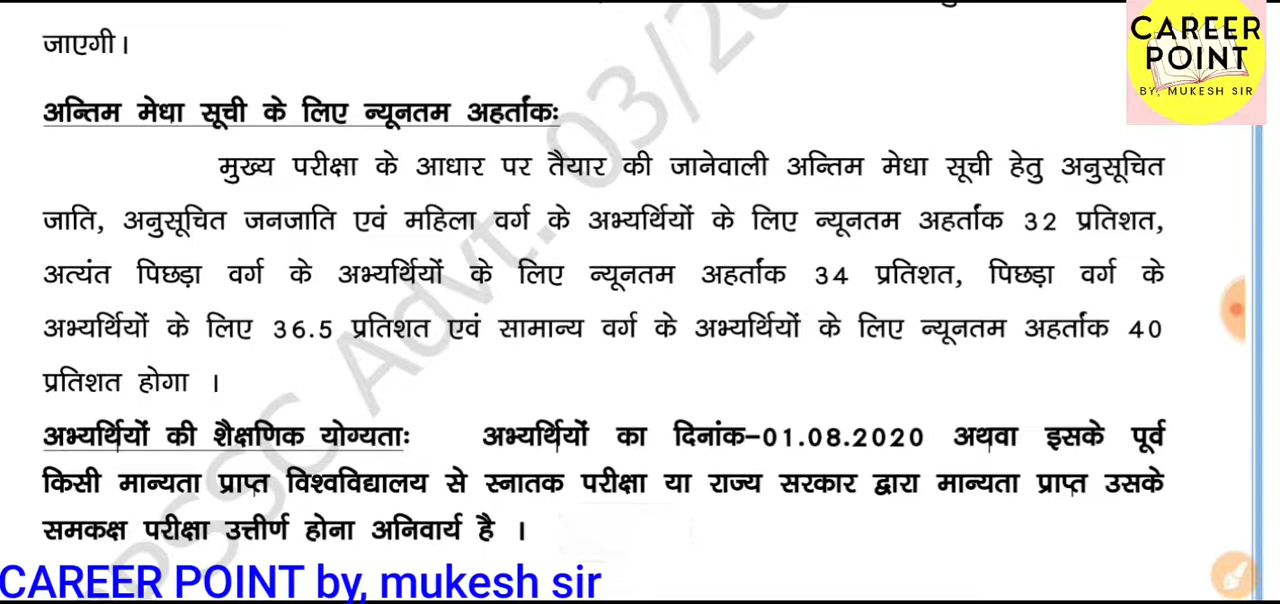 जाएगी।
CAREER
POINT
BY, MUKESH SIR
अन्तिम मेधा सूची के लिए न्यूनतम अहर्तांकः
मुख्य परीक्षा के आधार पर तैयार की जानेवाली अन्तिम मेधा सूची हेतु अनुसूचित
जाति, अनुसूचित जनजाति एवं महिला वर्ग के अभ्यर्थियों के लिए न्यूनतम अहर्तांक 32 प्रतिशत,
अत्यंत पिछड़ा वर्ग के अभ्यर्थियों के लिए न्यूनतम अहर्तांक 34 प्रतिशत, पिछड़ा वर्ग के
अभ्यर्थियों के लिए 36.5 प्रतिशत एवं सामान्य वर्ग के अभ्यर्थियों के लिए न्यूनतम अहर्तांक 40
प्रतिशत होगा ।
अभ्यर्थियों की शैक्षणिक योग्यताः अभ्यर्थियों का दिनांक-01.08.2020 अथवा इसके पूर्व
किसी मान्यता प्राप्त विश्वविद्यालय से स्नातक परीक्षा या राज्य सरकार द्वारा मान्यता प्राप्त उसके
समकक्ष परीक्षा उत्तीर्ण होना अनिवार्य है ।
PSSC Advt. 03/20
CAREER POINT by, mukesh sir